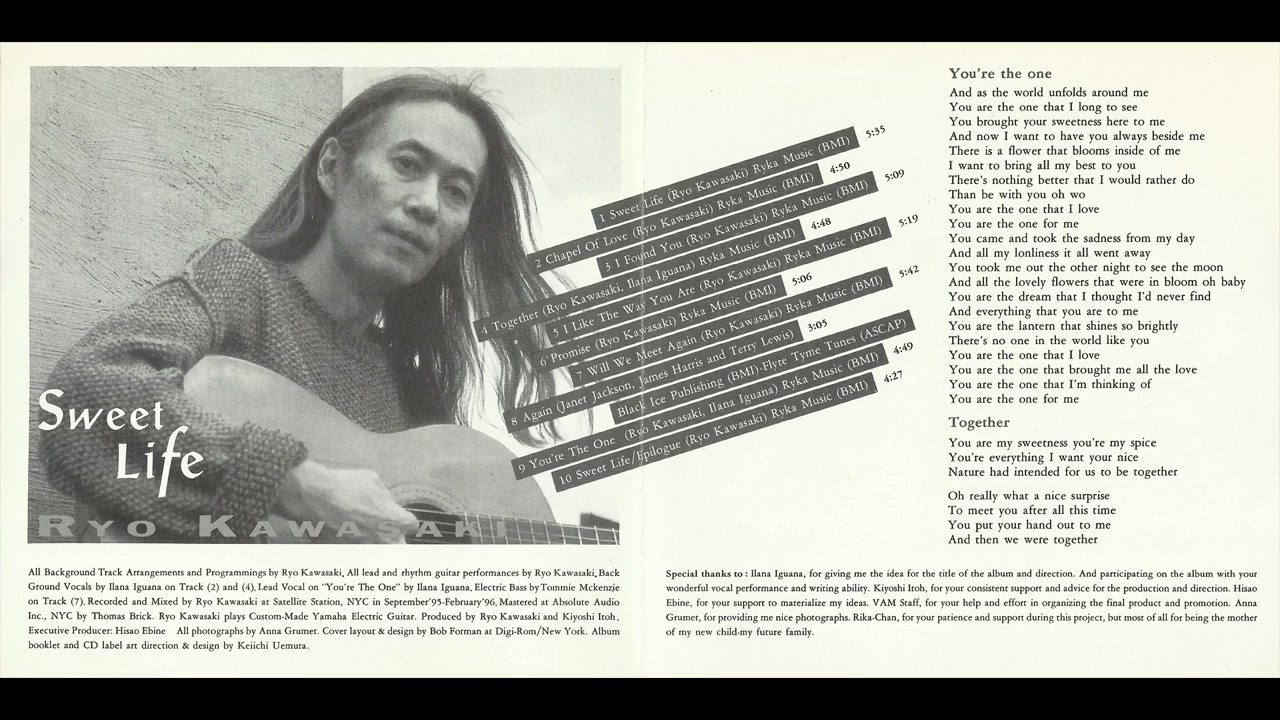 Sweet
Life
RYO KAWASAKI
1 Sweet Life (Ryo Kawasaki) Ryka Music (BMI) 5:35
2 Chapel Of Love (Ryo Kawasaki) Ryka Music (BMI) 4:50
3 I Found You (Ryo Kawasaki) Ryka Music (BMI) 5:09
4 Together (Ryo Kawasaki, Ilana Iguana) Ryka Music (BMI) 4:48
5 I Like The Way You Are (Ryo Kawasaki) Ryka Music (BMI) 5:19
6 Promise (Ryo Kawasaki) Ryka Music (BMI) 5:06
7 Will We Meet Again (Ryo Kawasaki) Ryka Music (BMI) 5:42
8 Again (Janet Jackson, James Harris and Terry Lewis) 3:05
Black Ice Publishing (BMI)-Flyte Tyme Tunes (ASCAP)
9 You're The One (Ryo Kawasaki, Ilana Iguana) Ryka Music (BMI) 4:49
10 Sweet Life/Epilogue (Ryo Kawasaki) Ryka Music (BMI) 4:27
All Background Track Arrangements and Programmings by Ryo Kawasaki. All lead and rhythm guitar performances by Ryo Kawasaki. Back
Ground Vocals by Ilana Iguana on Track (2) and (4). Lead Vocal on "You're The One" by Ilana Iguana, Electric Bass by Tommie Mckenzie
on Track (7). Recorded and Mixed by Ryo Kawasaki at Satellite Station, NYC in September'95-February'96. Mastered at Absolute Audio
Inc., NYC by Thomas Brick. Ryo Kawasaki plays Custom-Made Yamaha Electric Guitar. Produced by Ryo Kawasaki and Kiyoshi Itoh.
Executive Producer: Hisao Ebine All photographs by Anna Grumet. Cover layout & design by Bob Forman at Digi-Rom/New York. Album
booklet and CD label art direction & design by Keiichi Uemura.
You're the one
And as the world unfolds around me
You are the one that I long to see
You brought your sweetness here to me
And now I want to have you always beside me
There is a flower that blooms inside of me
I want to bring all my best to you
There's nothing better that I would rather do
Than be with you oh wo
You are the one that I love
You are the one for me
You came and took the sadness from my day
And all my lonliness it all went away
You took me out the other night to see the moon
And all the lovely flowers that were in bloom oh baby
You are the dream that I thought I'd never find
And everything that you are to me
You are the lantern that shines so brightly
There's no one in the world like you
You are the one that I love
You are the one that brought me all the love
You are the one that I'm thinking of
You are the one for me
Together
You are my sweetness you're my spice
You're everything I want your nice
Nature had intended for us to be together
Oh really what a nice surprise
To meet you after all this time
You put your hand out to me
And then we were together
Special thanks to : Ilana Iguana, for giving me the idea for the title of the album and direction. And participating on the album with your
wonderful vocal performance and writing ability. Kiyoshi Itoh, for your consistent support and advice for the production and direction. Hisao
Ebine, for your support to materialize my ideas. VAM Staff, for your help and effort in organizing the final product and promotion. Anna
Grumet, for providing me nice photographs. Rika-Chan, for your patience and support during this project, but most of all for being the mother
of my new child-my future family.